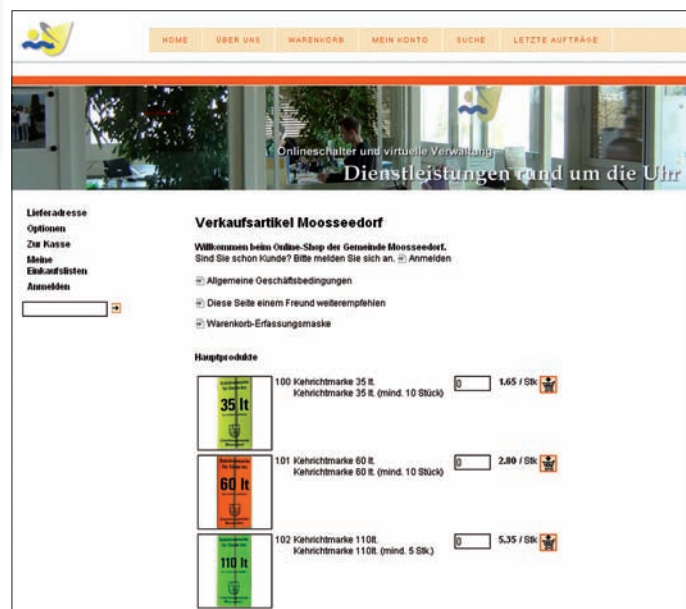 HOME ÜBER UNS WARENKORB MEIN KONTO SUCHE LETZTE AUFTRÄGE
Onlineschalter und virtuelle Verwaltung
Dienstleistungen rund um die Uhr
Lieferadresse
Optionen
Zur Kasse
Meine
Einkaufslisten
Anmelden
Verkaufsartikel Moosseedorf
Willkommen beim Online-Shop der Gemeinde Moosseedorf.
Sind Sie schon Kunde? Bitte melden Sie sich an. Anmelden
Allgemeine Geschäftsbedingungen
Diese Seite einem Freund weiterempfehlen
Warenkorb-Erfassungsmaske
Hauptprodukte
35 lt
100 Kehrichtmarke 35 lt. 0 1.65 / Stk
Kehrichtmarke 35 lt. (mind. 10 Stück)
60 lt
101 Kehrichtmarke 60 lt. 0 2.80 / Stk
Kehrichtmarke 60 lt. (mind. 10 Stück)
110 lt
102 Kehrichtmarke 110lt. 0 5,35 / Stk
Kehrichtmarke 110lt. (mind. 5 Stk.)